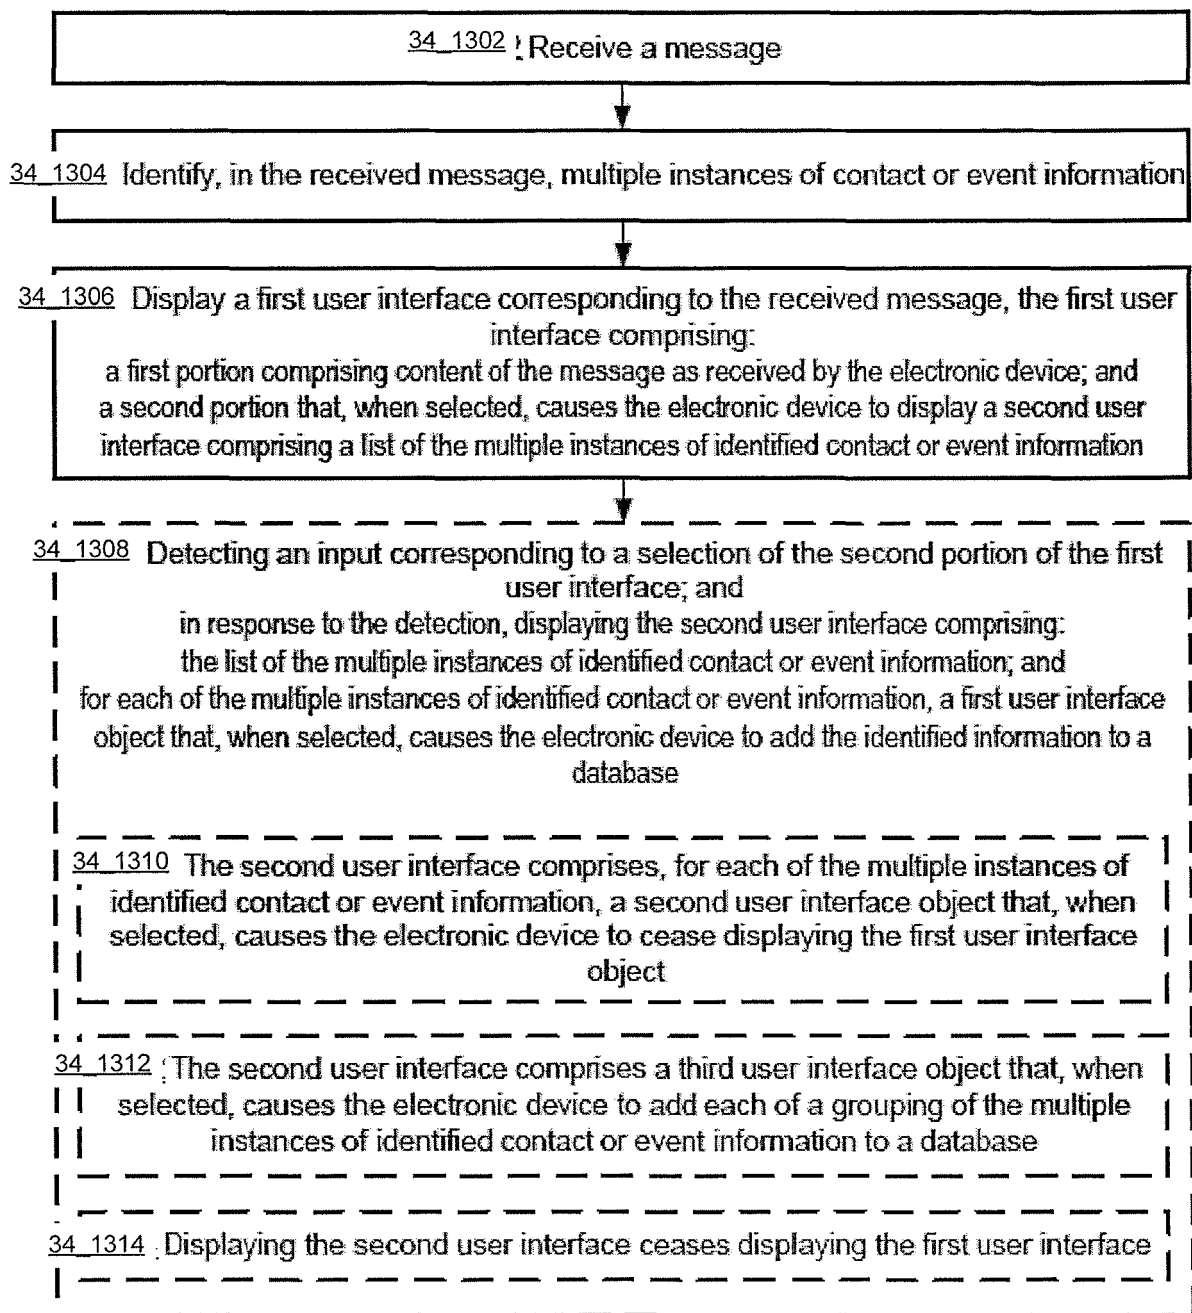 34_1302 Receive a message
34_1304 Identify, in the received message, multiple instances of contact or event information
34_1306 Display a first user interface corresponding to the received message, the first user
interface comprising:
a first portion comprising content of the message as received by the electronic device; and
a second portion that, when selected, causes the electronic device to display a second user
interface comprising a list of the multiple instances of identified contact or event information
34_1308 Detecting an input corresponding to a selection of the second portion of the first
user interface; and
in response to the detection, displaying the second user interface comprising:
the list of the multiple instances of identified contact or event information; and
for each of the multiple instances of identified contact or event information, a first user interface
object that, when selected, causes the electronic device to add the identified information to a
database
34_1310 The second user interface comprises, for each of the multiple instances of
identified contact or event information, a second user interface object that, when
selected, causes the electronic device to cease displaying the first user interface
object
34_1312 The second user interface comprises a third user interface object that, when
selected, causes the electronic device to add each of a grouping of the multiple
instances of identified contact or event information to a database
34_1314 Displaying the second user interface ceases displaying the first user interface